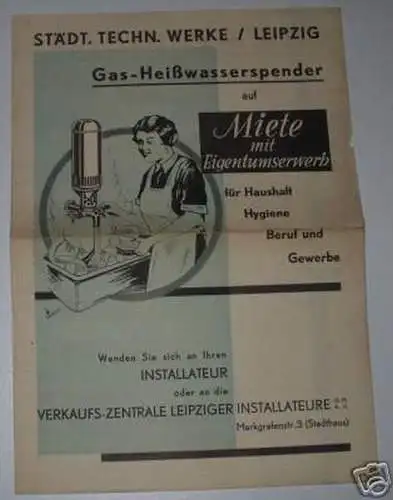 STÄDT. TECHN. WERKE / LEIPZIG
Gas-Heißwasserspender
auf
Miete
mit
Eigentumserwerb
für Haushalt
Hygiene
Beruf und
Gewerbe
Wenden Sie sich an Ihren
INSTALLATEUR
oder an die
VERKAUFS-ZENTRALE LEIPZIGER INSTALLATEURE
Markgrafenstr. 3 (Stadthaus)